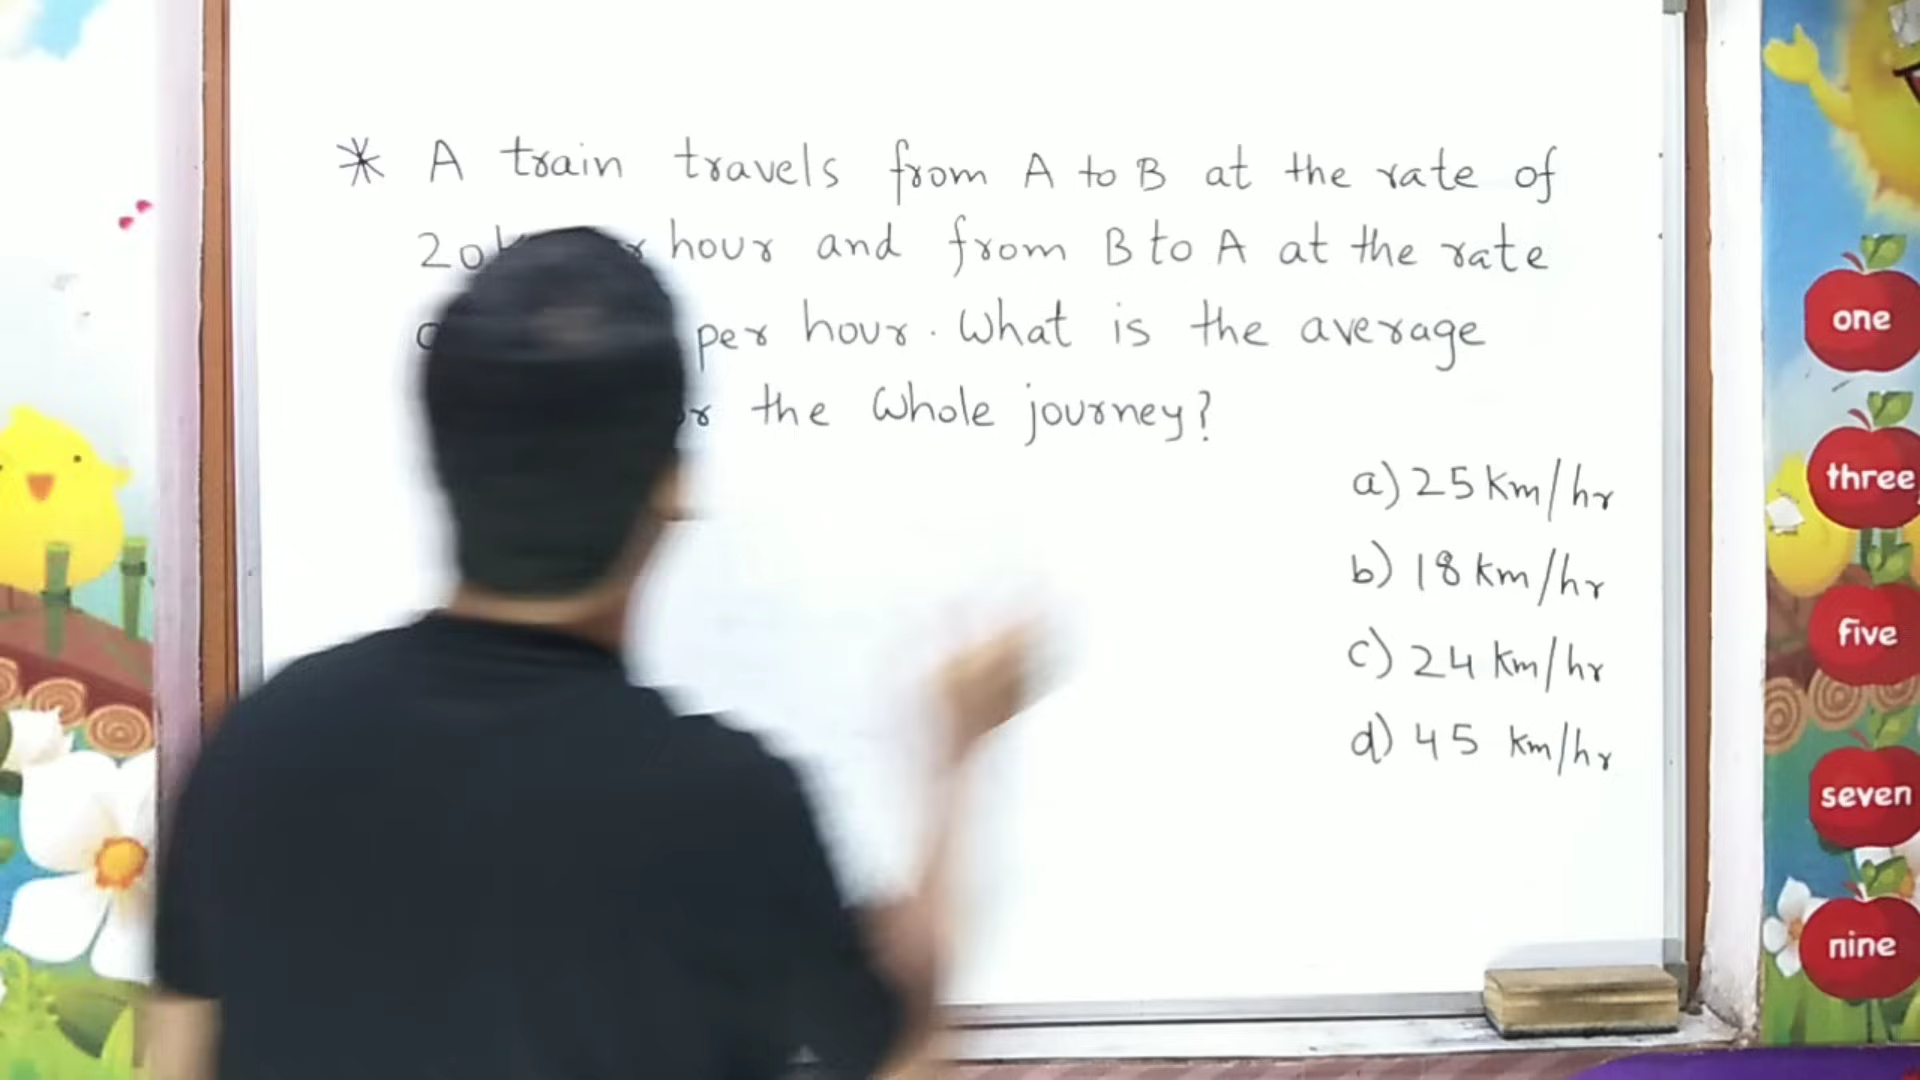 * A train travels from A to B at the rate of
20 hour and from B to A at the rate
per hour. What is the average
the whole journey?
a) 25 km/hr
b) 18 km/hr
c) 24 km/hr
d) 45 km/hr
one
three
five
seven
nine